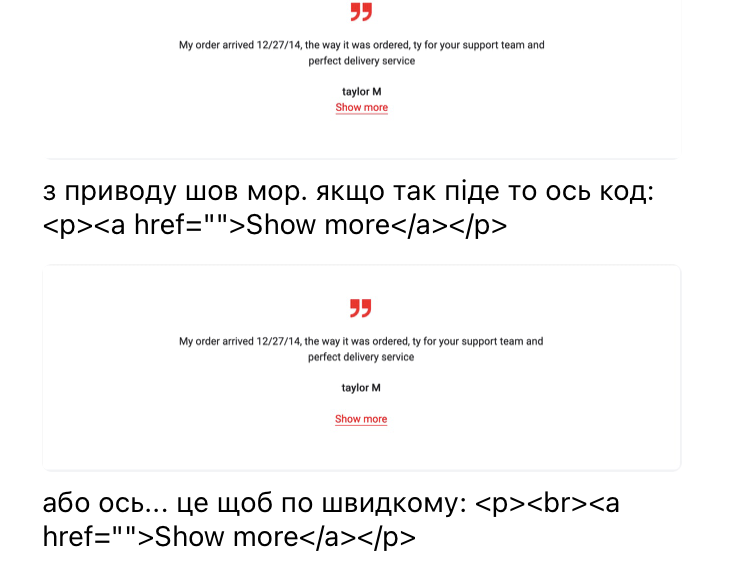 My order arrived 12/27/14, the way it was ordered, ty for your support team and
perfect delivery service
taylor M
Show more
з приводу шов мор. якщо так піде то ось код:
<p><a href="">Show more</a></p>
My order arrived 12/27/14, the way it was ordered, ty for your support team and
perfect delivery service
taylor M
Show more
або ось... це щоб по швидкому: <p><br><a
href="">Show more</a></p>